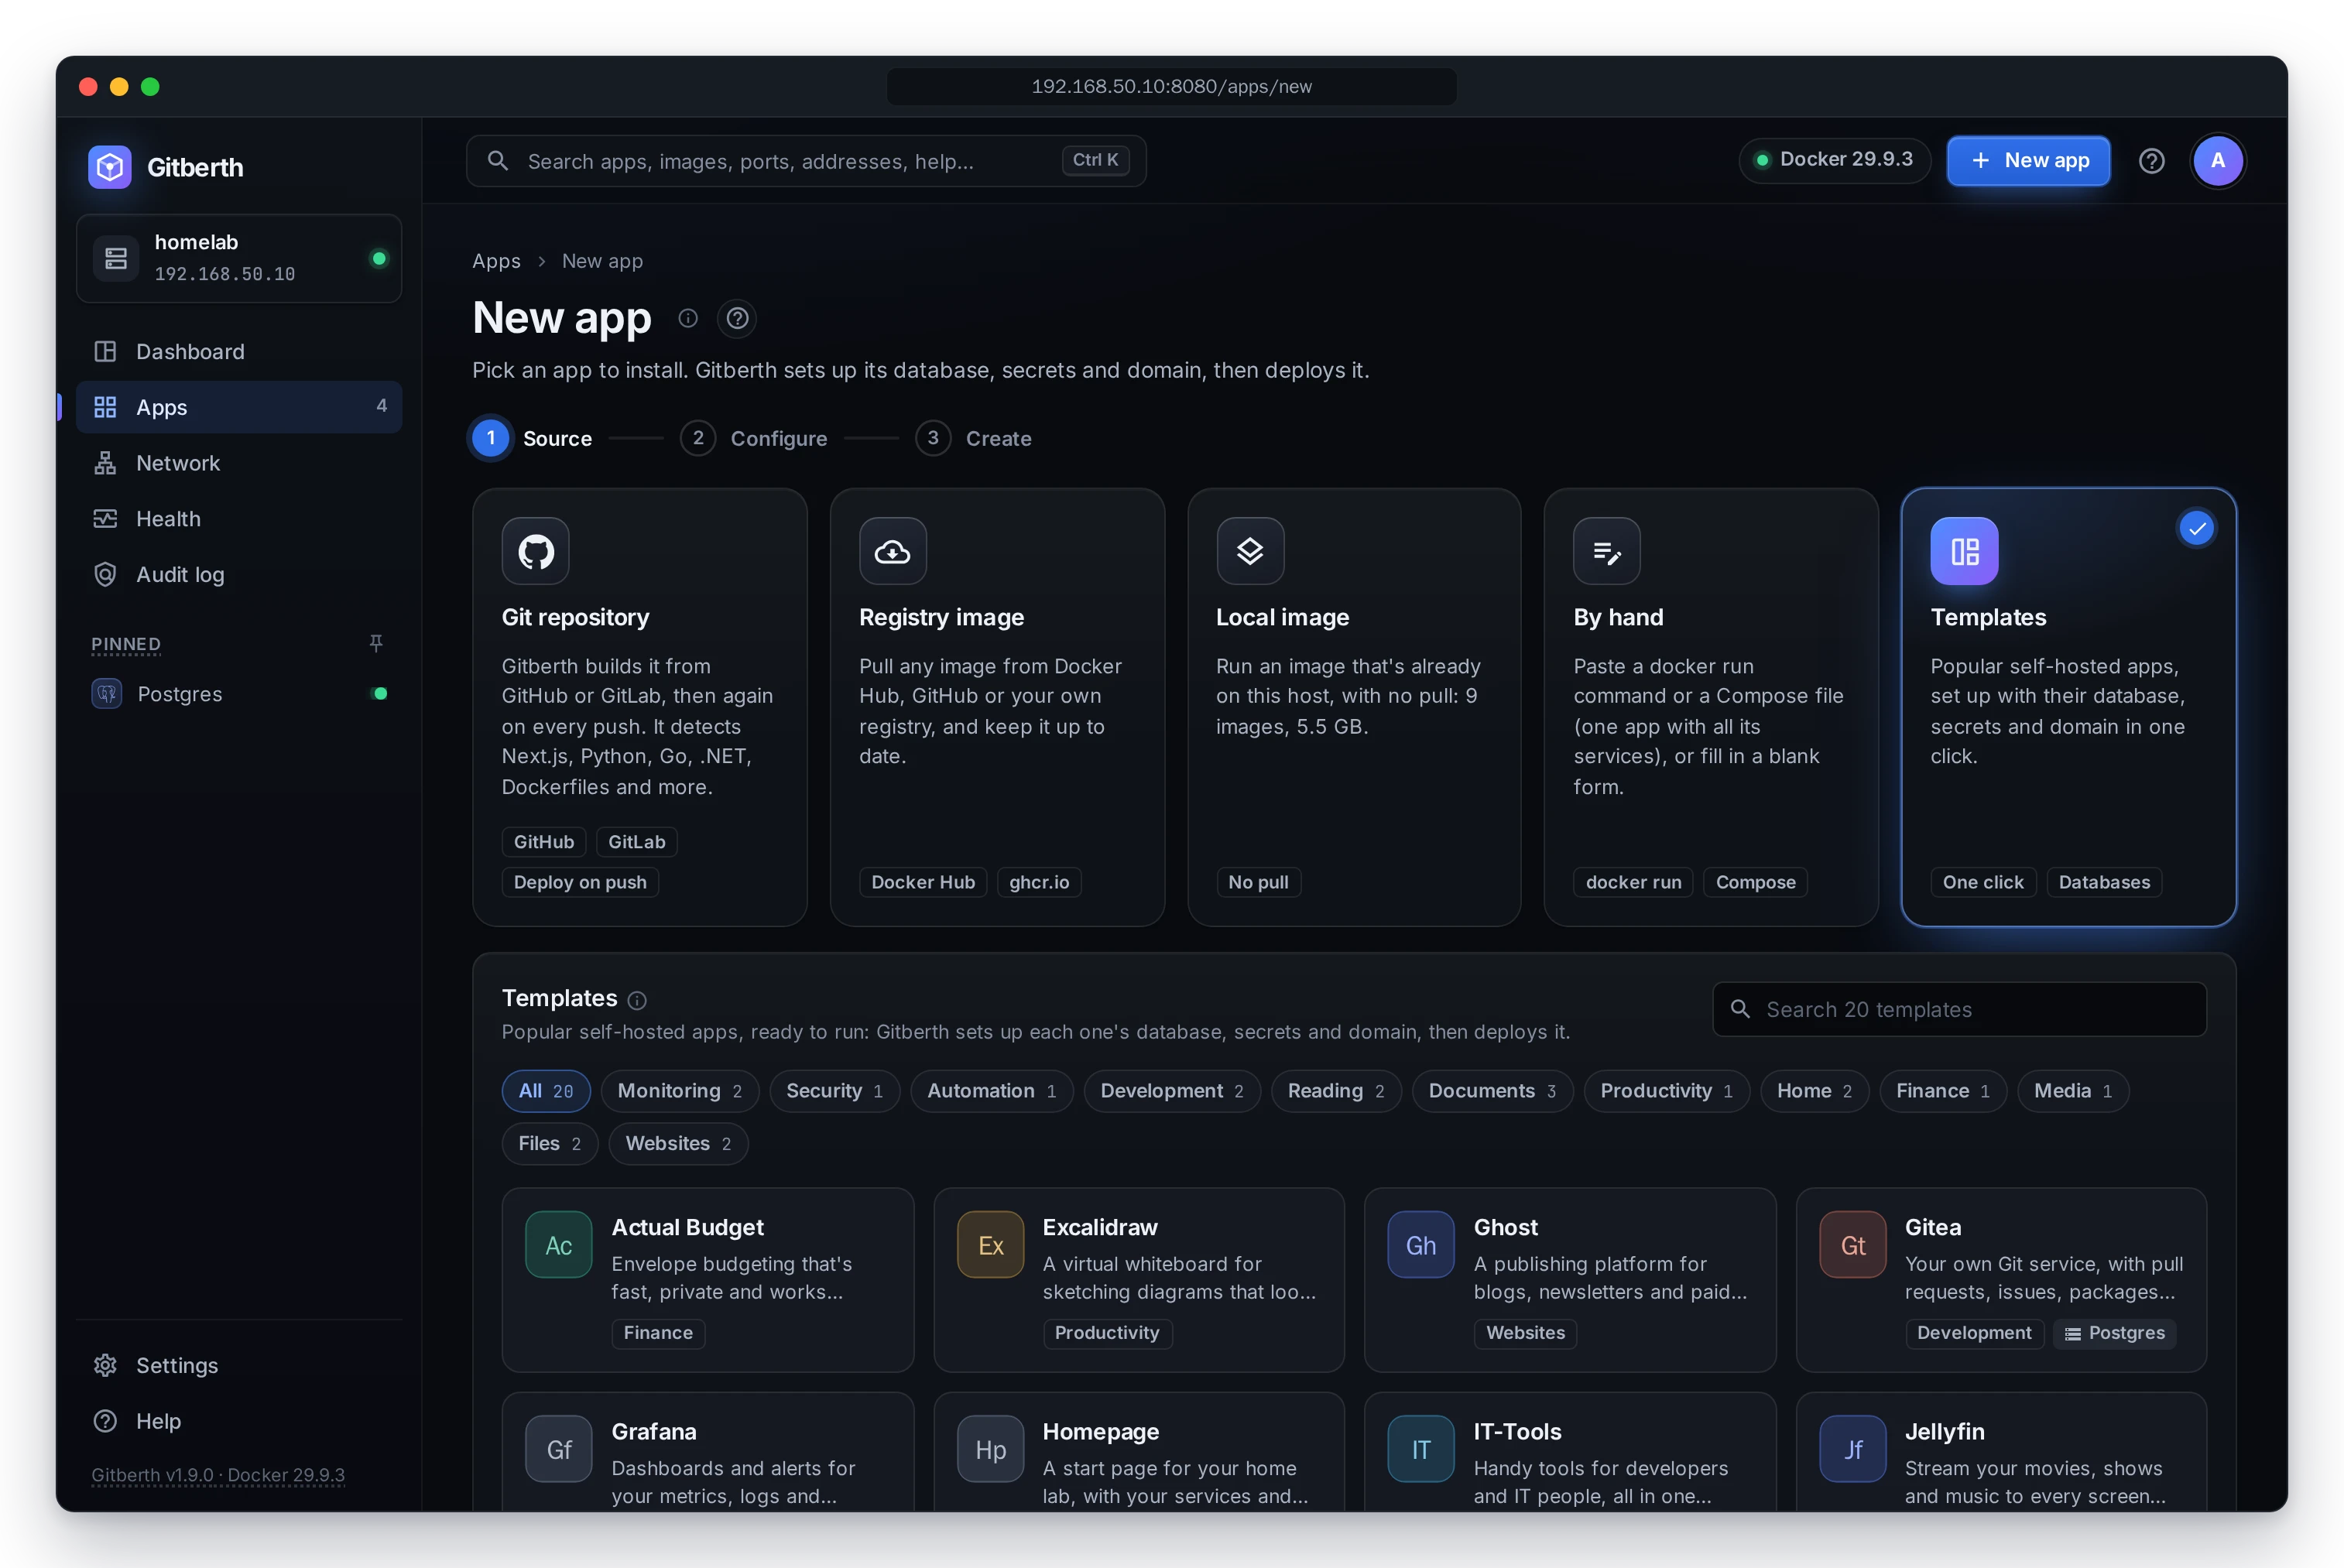 192.168.50.10:8080/apps/new
Gitberth
Search apps, images, ports, addresses, help...
Ctrl K
Docker 29.9.3
New app
A
homelab
192.168.50.10
Dashboard
Apps 4
Network
Health
Audit log
PINNED
Postgres
Settings
Help
Gitberth v1.9.0 · Docker 29.9.3
Apps > New app
New app
Pick an app to install. Gitberth sets up its database, secrets and domain, then deploys it.
1 Source 2 Configure 3 Create
Git repository
Gitberth builds it from
GitHub or GitLab, then again
on every push. It detects
Next.js, Python, Go, .NET,
Dockerfiles and more.
GitHub GitLab
Deploy on push
Registry image
Pull any image from Docker
Hub, GitHub or your own
registry, and keep it up to
date.
Docker Hub ghcr.io
Local image
Run an image that's already
on this host, with no pull: 9
images, 5.5 GB.
No pull
By hand
Paste a docker run
command or a Compose file
(one app with all its
services), or fill in a blank
form.
docker run Compose
Templates
Popular self-hosted apps,
set up with their database,
secrets and domain in one
click.
One click Databases
Templates
Popular self-hosted apps, ready to run: Gitberth sets up each one's database, secrets and domain, then deploys it.
Search 20 templates
All 20 Monitoring 2 Security 1 Automation 1 Development 2 Reading 2 Documents 3 Productivity 1 Home 2 Finance 1 Media 1
Files 2 Websites 2
Ac
Actual Budget
Envelope budgeting that's
fast, private and works...
Finance
Ex
Excalidraw
A virtual whiteboard for
sketching diagrams that loo...
Productivity
Gh
Ghost
A publishing platform for
blogs, newsletters and paid...
Websites
Gt
Gitea
Your own Git service, with pull
requests, issues, packages...
Development Postgres
Gf
Grafana
Dashboards and alerts for
your metrics, logs and...
Hp
Homepage
A start page for your home
lab, with your services and...
IT
IT-Tools
Handy tools for developers
and IT people, all in one...
Jf
Jellyfin
Stream your movies, shows
and music to every screen...